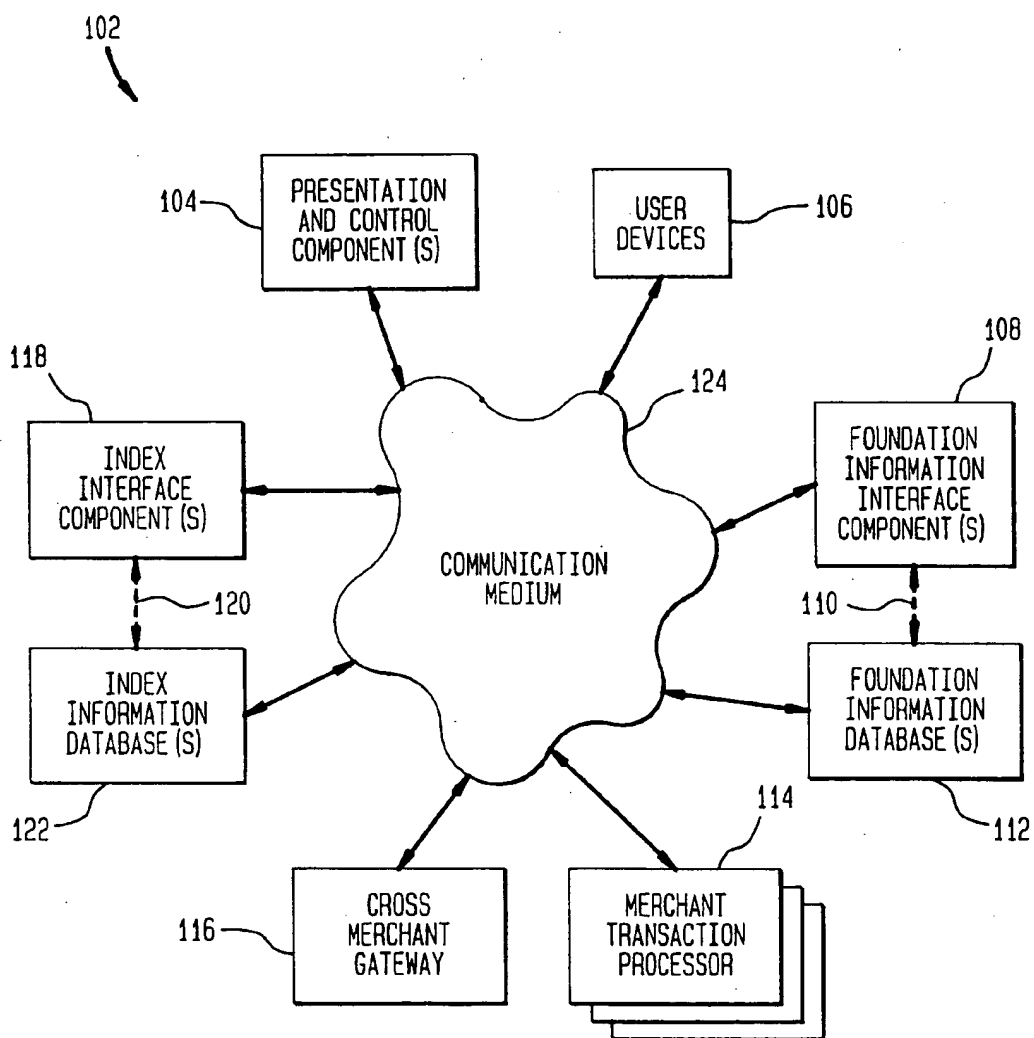 102
104
PRESENTATION
AND CONTROL
COMPONENT(S)
USER
DEVICES
106
118
INDEX
INTERFACE
COMPONENT(S)
124
108
FOUNDATION
INFORMATION
INTERFACE
COMPONENT(S)
COMMUNICATION
MEDIUM
120
110
INDEX
INFORMATION
DATABASE(S)
122
FOUNDATION
INFORMATION
DATABASE(S)
112
114
116
CROSS
MERCHANT
GATEWAY
MERCHANT
TRANSACTION
PROCESSOR